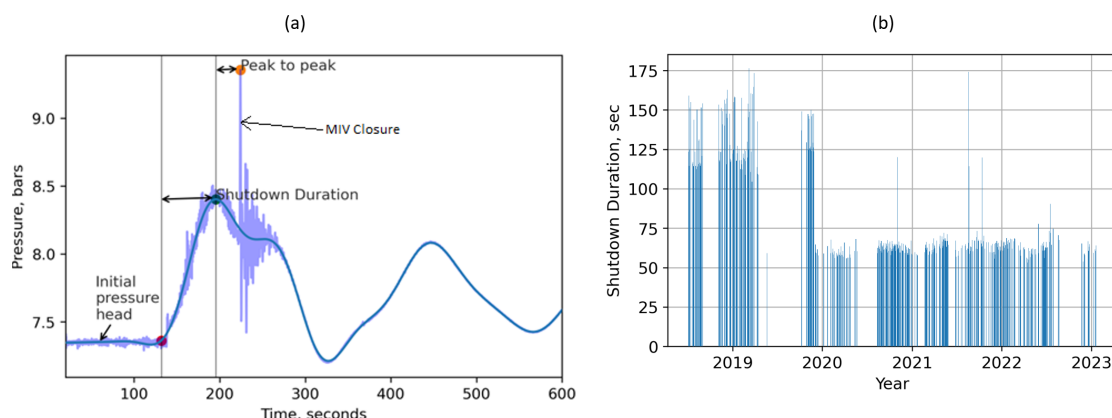 (a)
Peak to peak
MIV Closure
Shutdown Duration
Initial
pressure
head
Pressure, bars
9.0
8.5
8.0
7.5
100 200 300 400 500 600
Time, seconds
(b)
Shutdown Duration, sec
175
150
125
100
75
50
25
0
2019 2020 2021 2022 2023
Year